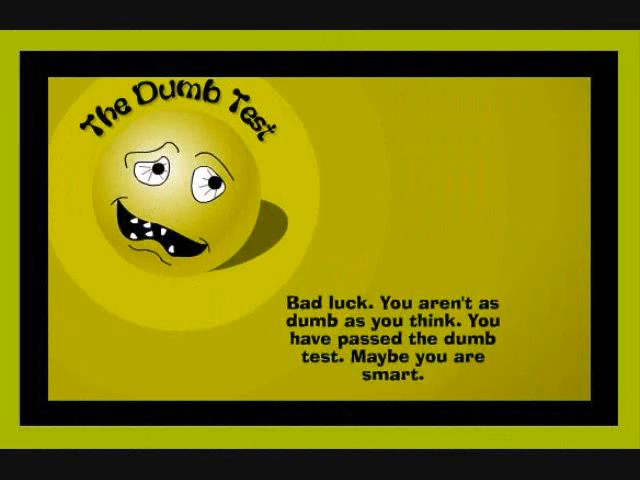 The Dumb Test
Bad luck. You aren't as
dumb as you think. You
have passed the dumb
test. Maybe you are
smart.